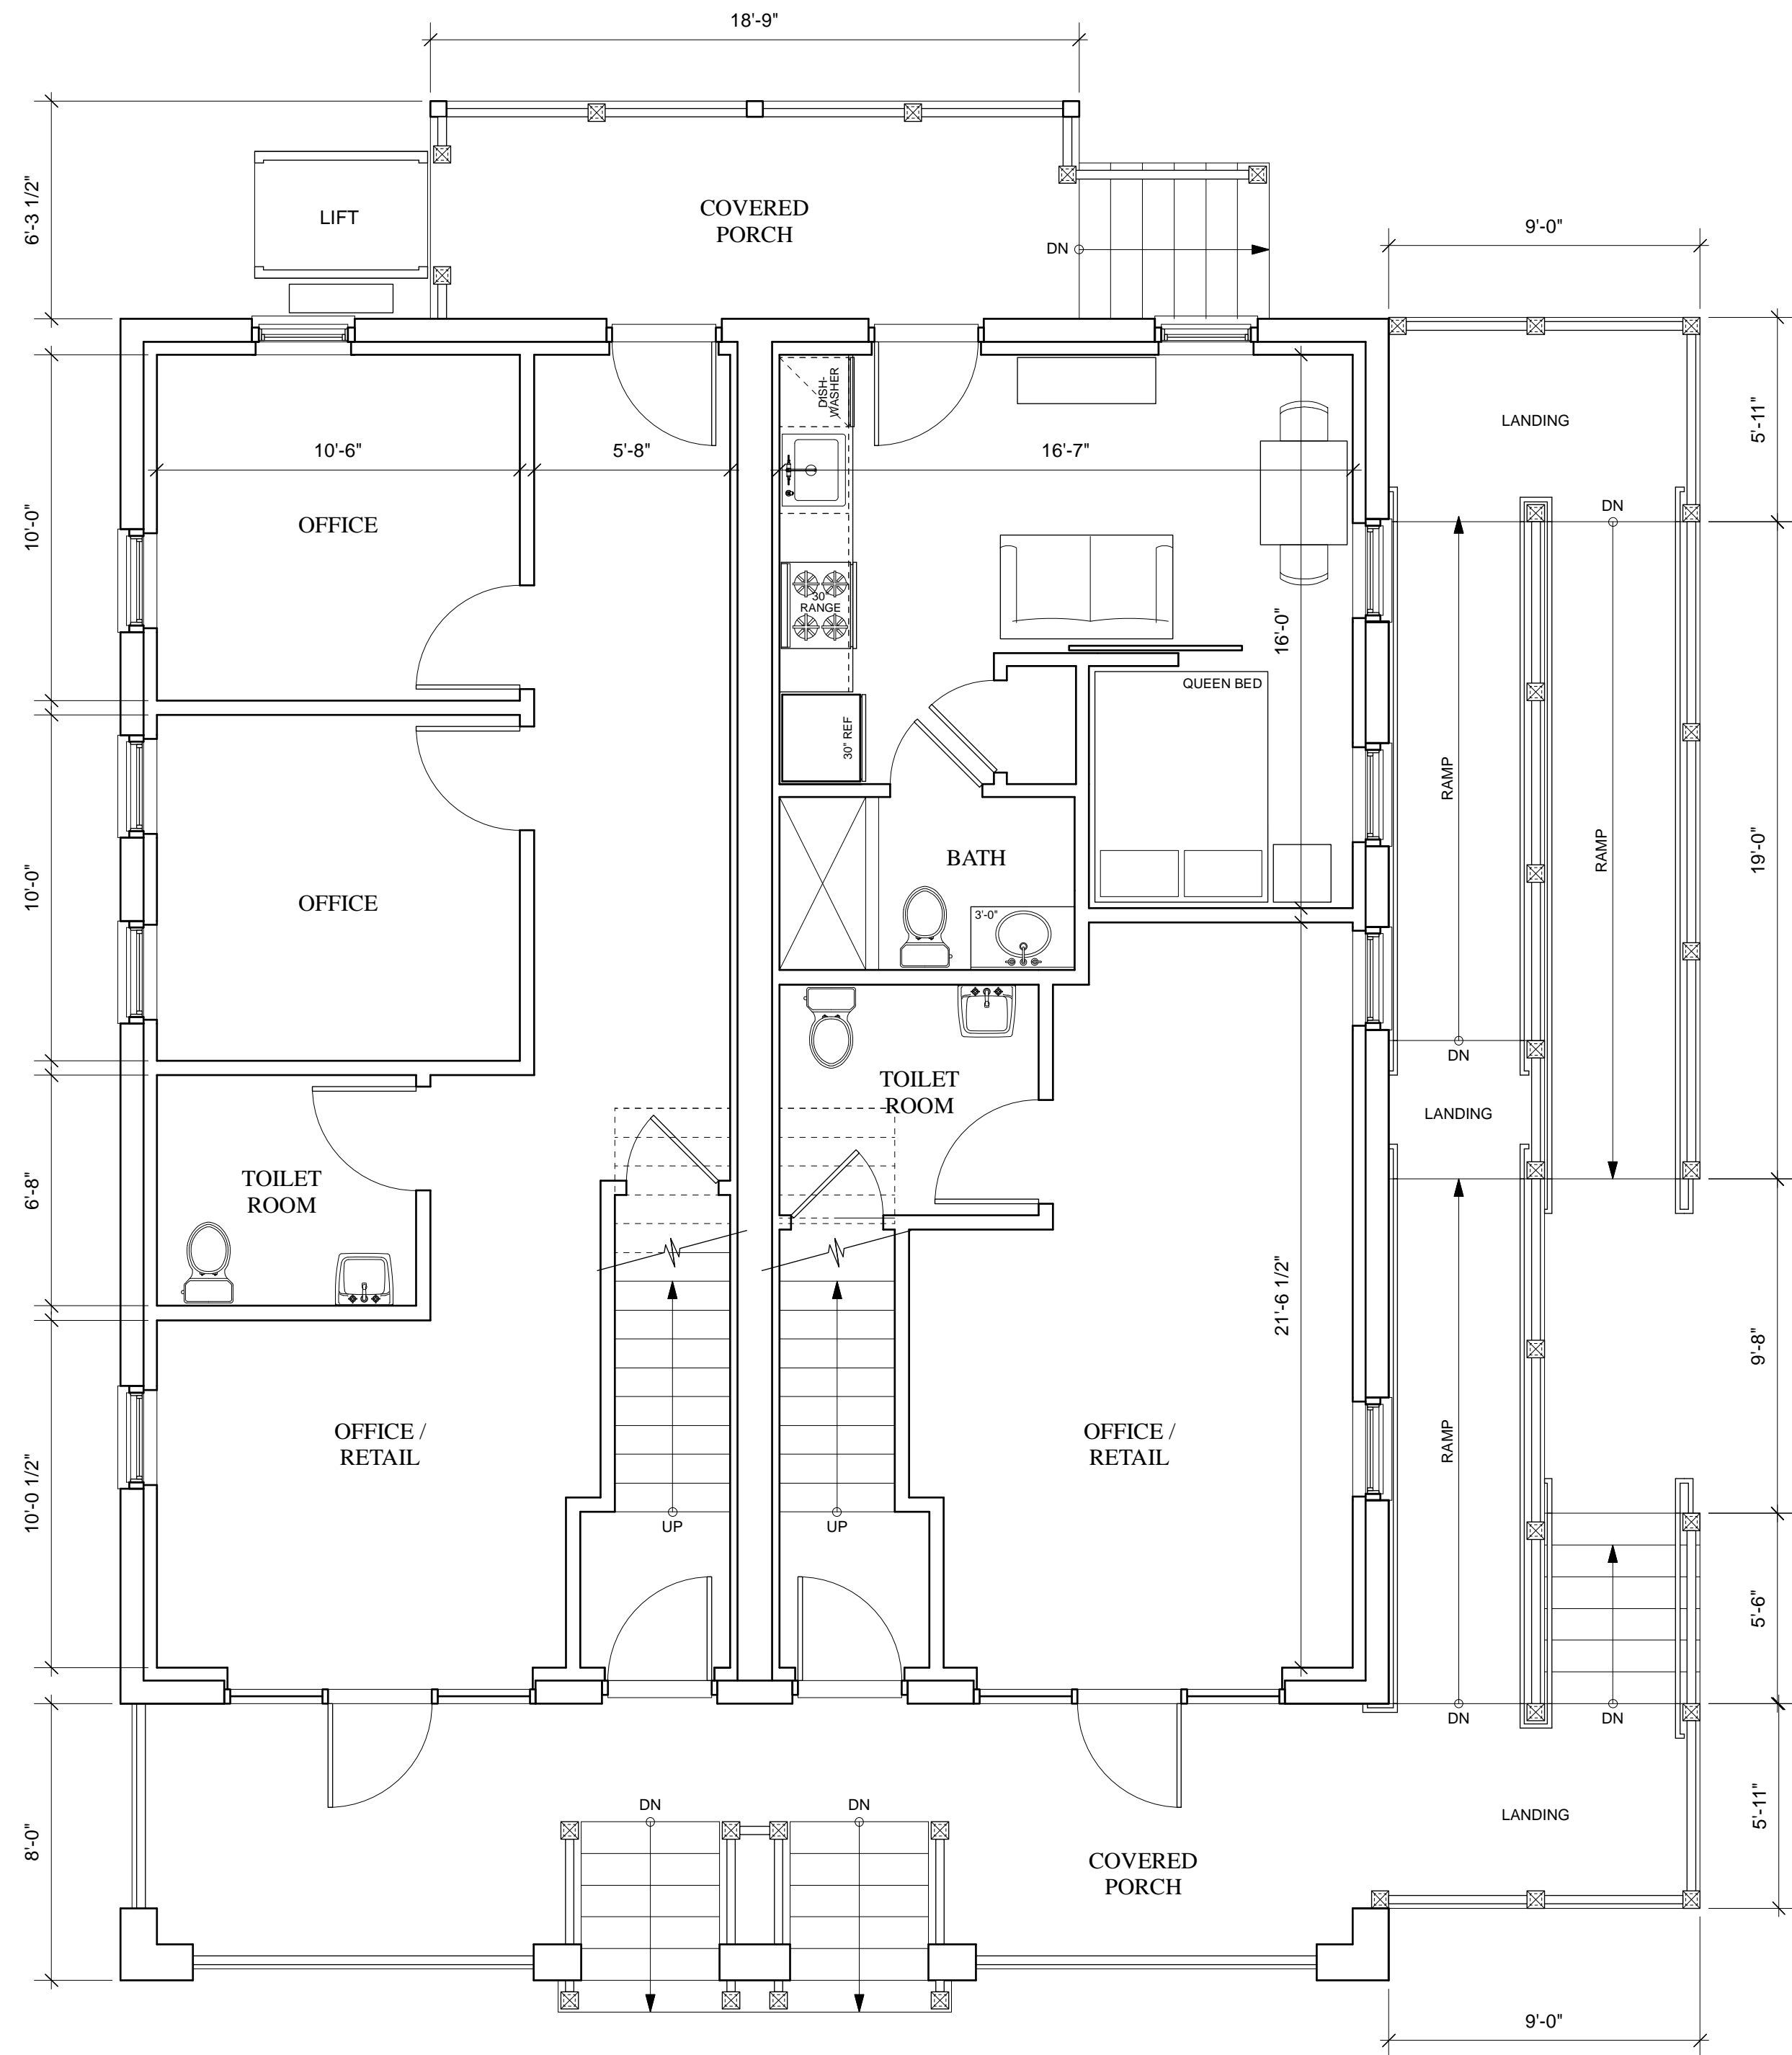 18'-9"
6'-3 1/2"
LIFT
COVERED
PORCH
DN
9'-0"
DISH-
WASHER
LANDING
5'-11"
10'-6"
5'-8"
16'-7"
10'-0"
OFFICE
DN
30"
RANGE
16'-0"
QUEEN BED
30" REF
RAMP
RAMP
19'-0"
10'-0"
OFFICE
BATH
3'-0"
DN
TOILET
ROOM
LANDING
6'-8"
TOILET
ROOM
21'-6 1/2"
9'-8"
10'-0 1/2"
OFFICE /
RETAIL
OFFICE /
RETAIL
RAMP
UP
UP
5'-6"
DN
DN
8'-0"
DN
DN
LANDING
5'-11"
COVERED
PORCH
9'-0"